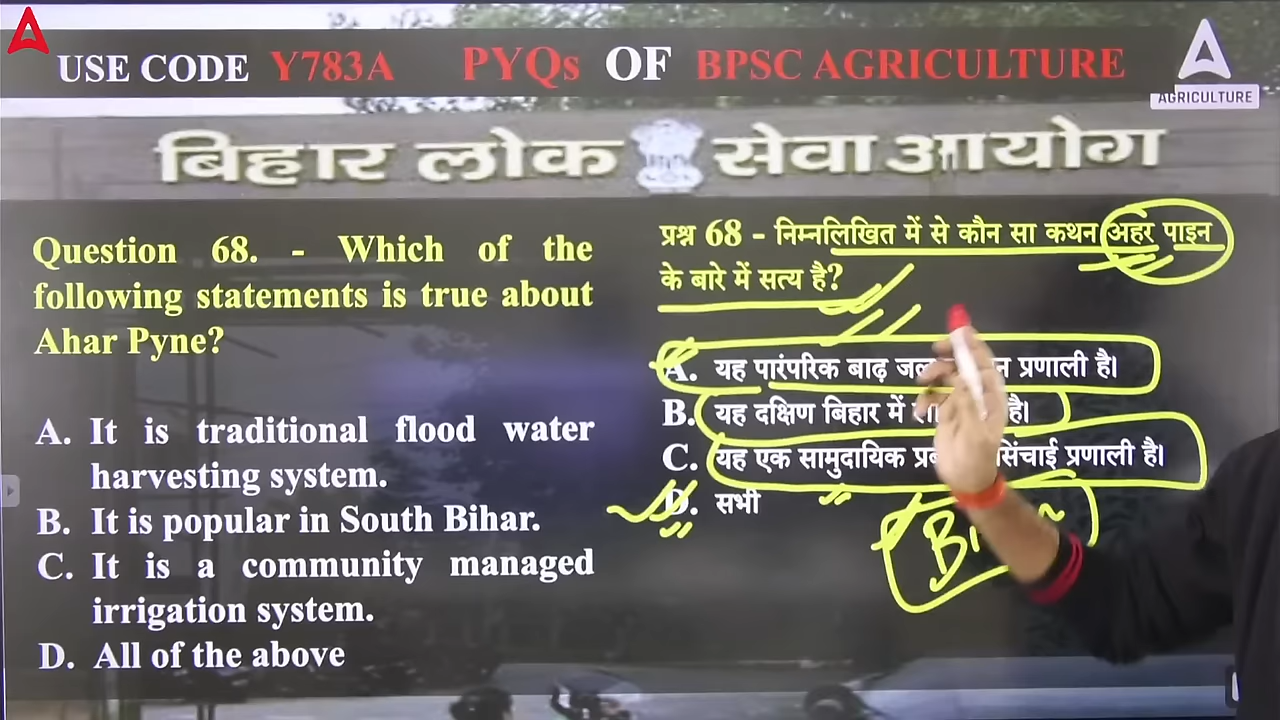 USE CODE Y783A PYQs OF BPSC AGRICULTURE
AGRICULTURE
बिहार लोक सेवा आयोग
Question 68. - Which of the
following statements is true about
Ahar Pyne?
A. It is traditional flood water
harvesting system.
B. It is popular in South Bihar.
C. It is a community managed
irrigation system.
D. All of the above
प्रश्न 68 - निम्नलिखित में से कौन सा कथन अहर पाइन
के बारे में सत्य है?
A. यह पारंपरिक बाढ़ प्रणाली है।
B. यह दक्षिण बिहार में है।
C. यह एक सामुदायिक सिंचाई प्रणाली है।
D. सभी